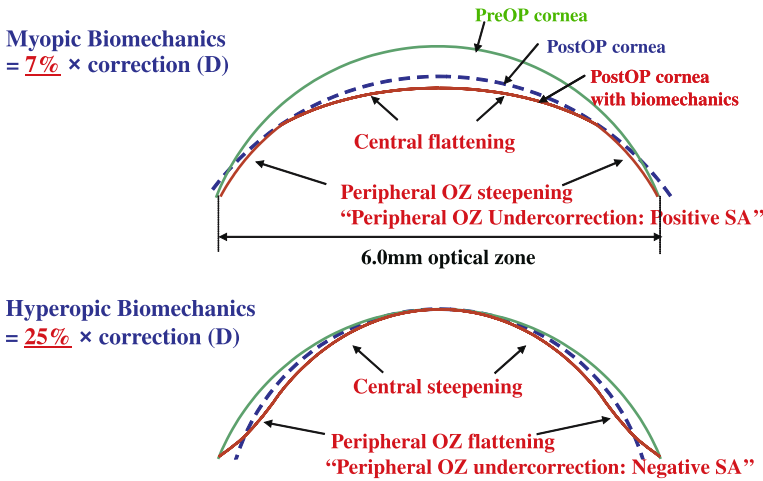 PreOP cornea
Myopic Biomechanics
= 7% × correction (D)
PostOP cornea
PostOP cornea
with biomechanics
Central flattening
Peripheral OZ steepening
“Peripheral OZ Undercorrection: Positive SA”
6.0mm optical zone
Hyperopic Biomechanics
= 25% × correction (D)
Central steepening
Peripheral OZ flattening
“Peripheral OZ undercorrection: Negative SA”